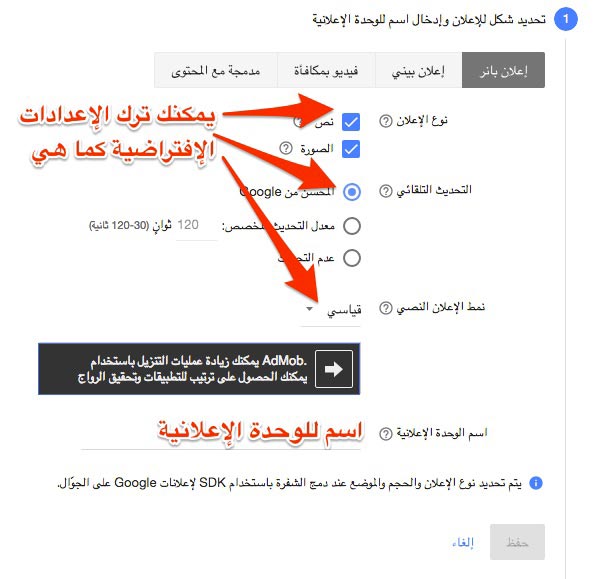 1 تحديد شكل للإعلان وإدخال اسم للوحدة الإعلانية
إعلان بانر إعلان بيني فيديو بمكافأة مدمجة مع المحتوى
يمكنك ترك الإعدادات
الإفتراضية كما هي
نوع الإعلان نص
الصورة
التحديث التلقائي المُحسَّن من Google
معدل التحديث 120 ثوانٍ (30-120 ثانية)
عدم
نمط الإعلان النصي قياسي
AdMob. يمكنك زيادة عمليات التنزيل باستخدام
يمكنك الحصول على ترتيب للتطبيقات وتحقيق الرواج
اسم الوحدة الإعلانية اسم للوحدة الإعلانية
يتم تحديد نوع الإعلان والحجم والموضع عند دمج الشفرة باستخدام SDK لإعلانات Google على الجوّال.
حفظ إلغاء